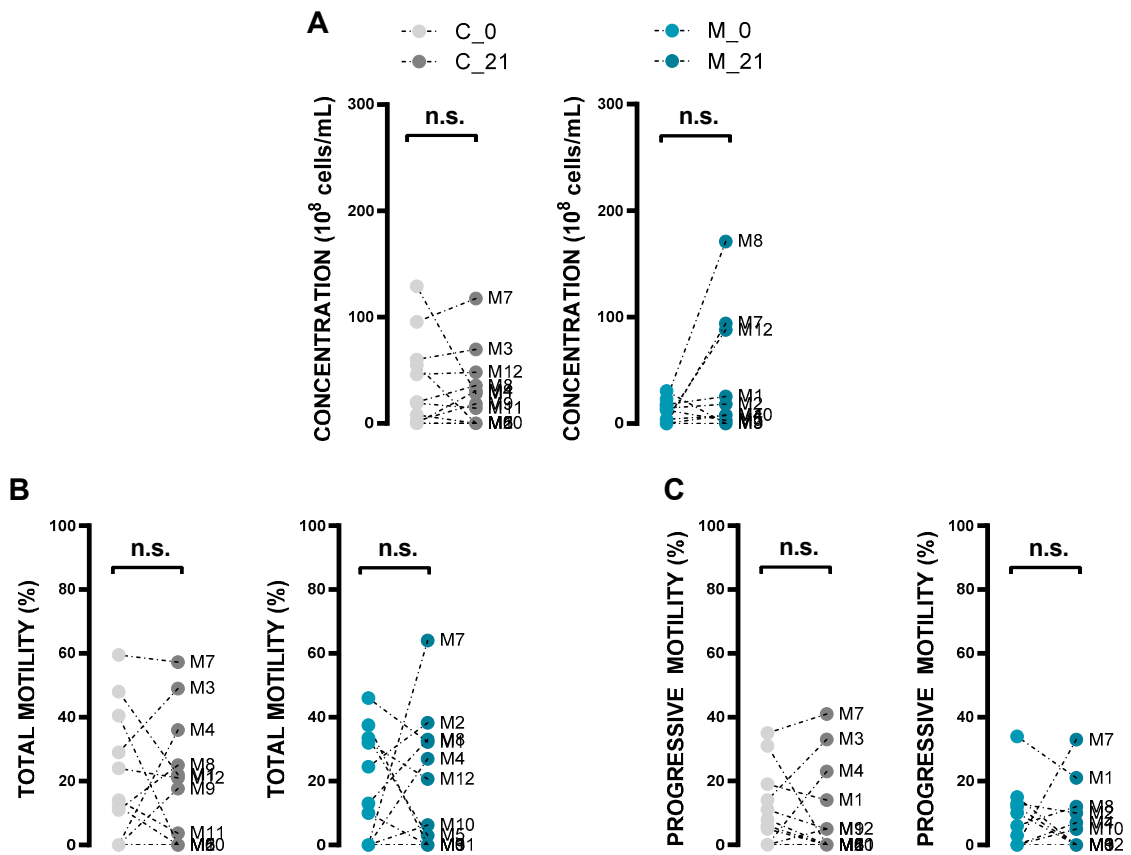 A
C_0
C_21
M_0
M_21
CONCENTRATION (10⁸ cells/mL)
300
200
100
0
n.s.
M7
M3
M12
M8
M4
M9
M11
CONCENTRATION (10⁸ cells/mL)
300
200
100
0
n.s.
M8
M7
M12
M1
M2
B
TOTAL MOTILITY (%)
100
80
60
40
20
0
n.s.
M7
M3
M4
M8
M12
M9
M11
TOTAL MOTILITY (%)
100
80
60
40
20
0
n.s.
M7
M2
M8
M4
M12
M10
M5
C
PROGRESSIVE MOTILITY (%)
100
80
60
40
20
0
n.s.
M7
M3
M4
M1
PROGRESSIVE MOTILITY (%)
100
80
60
40
20
0
n.s.
M7
M1
M8
M10